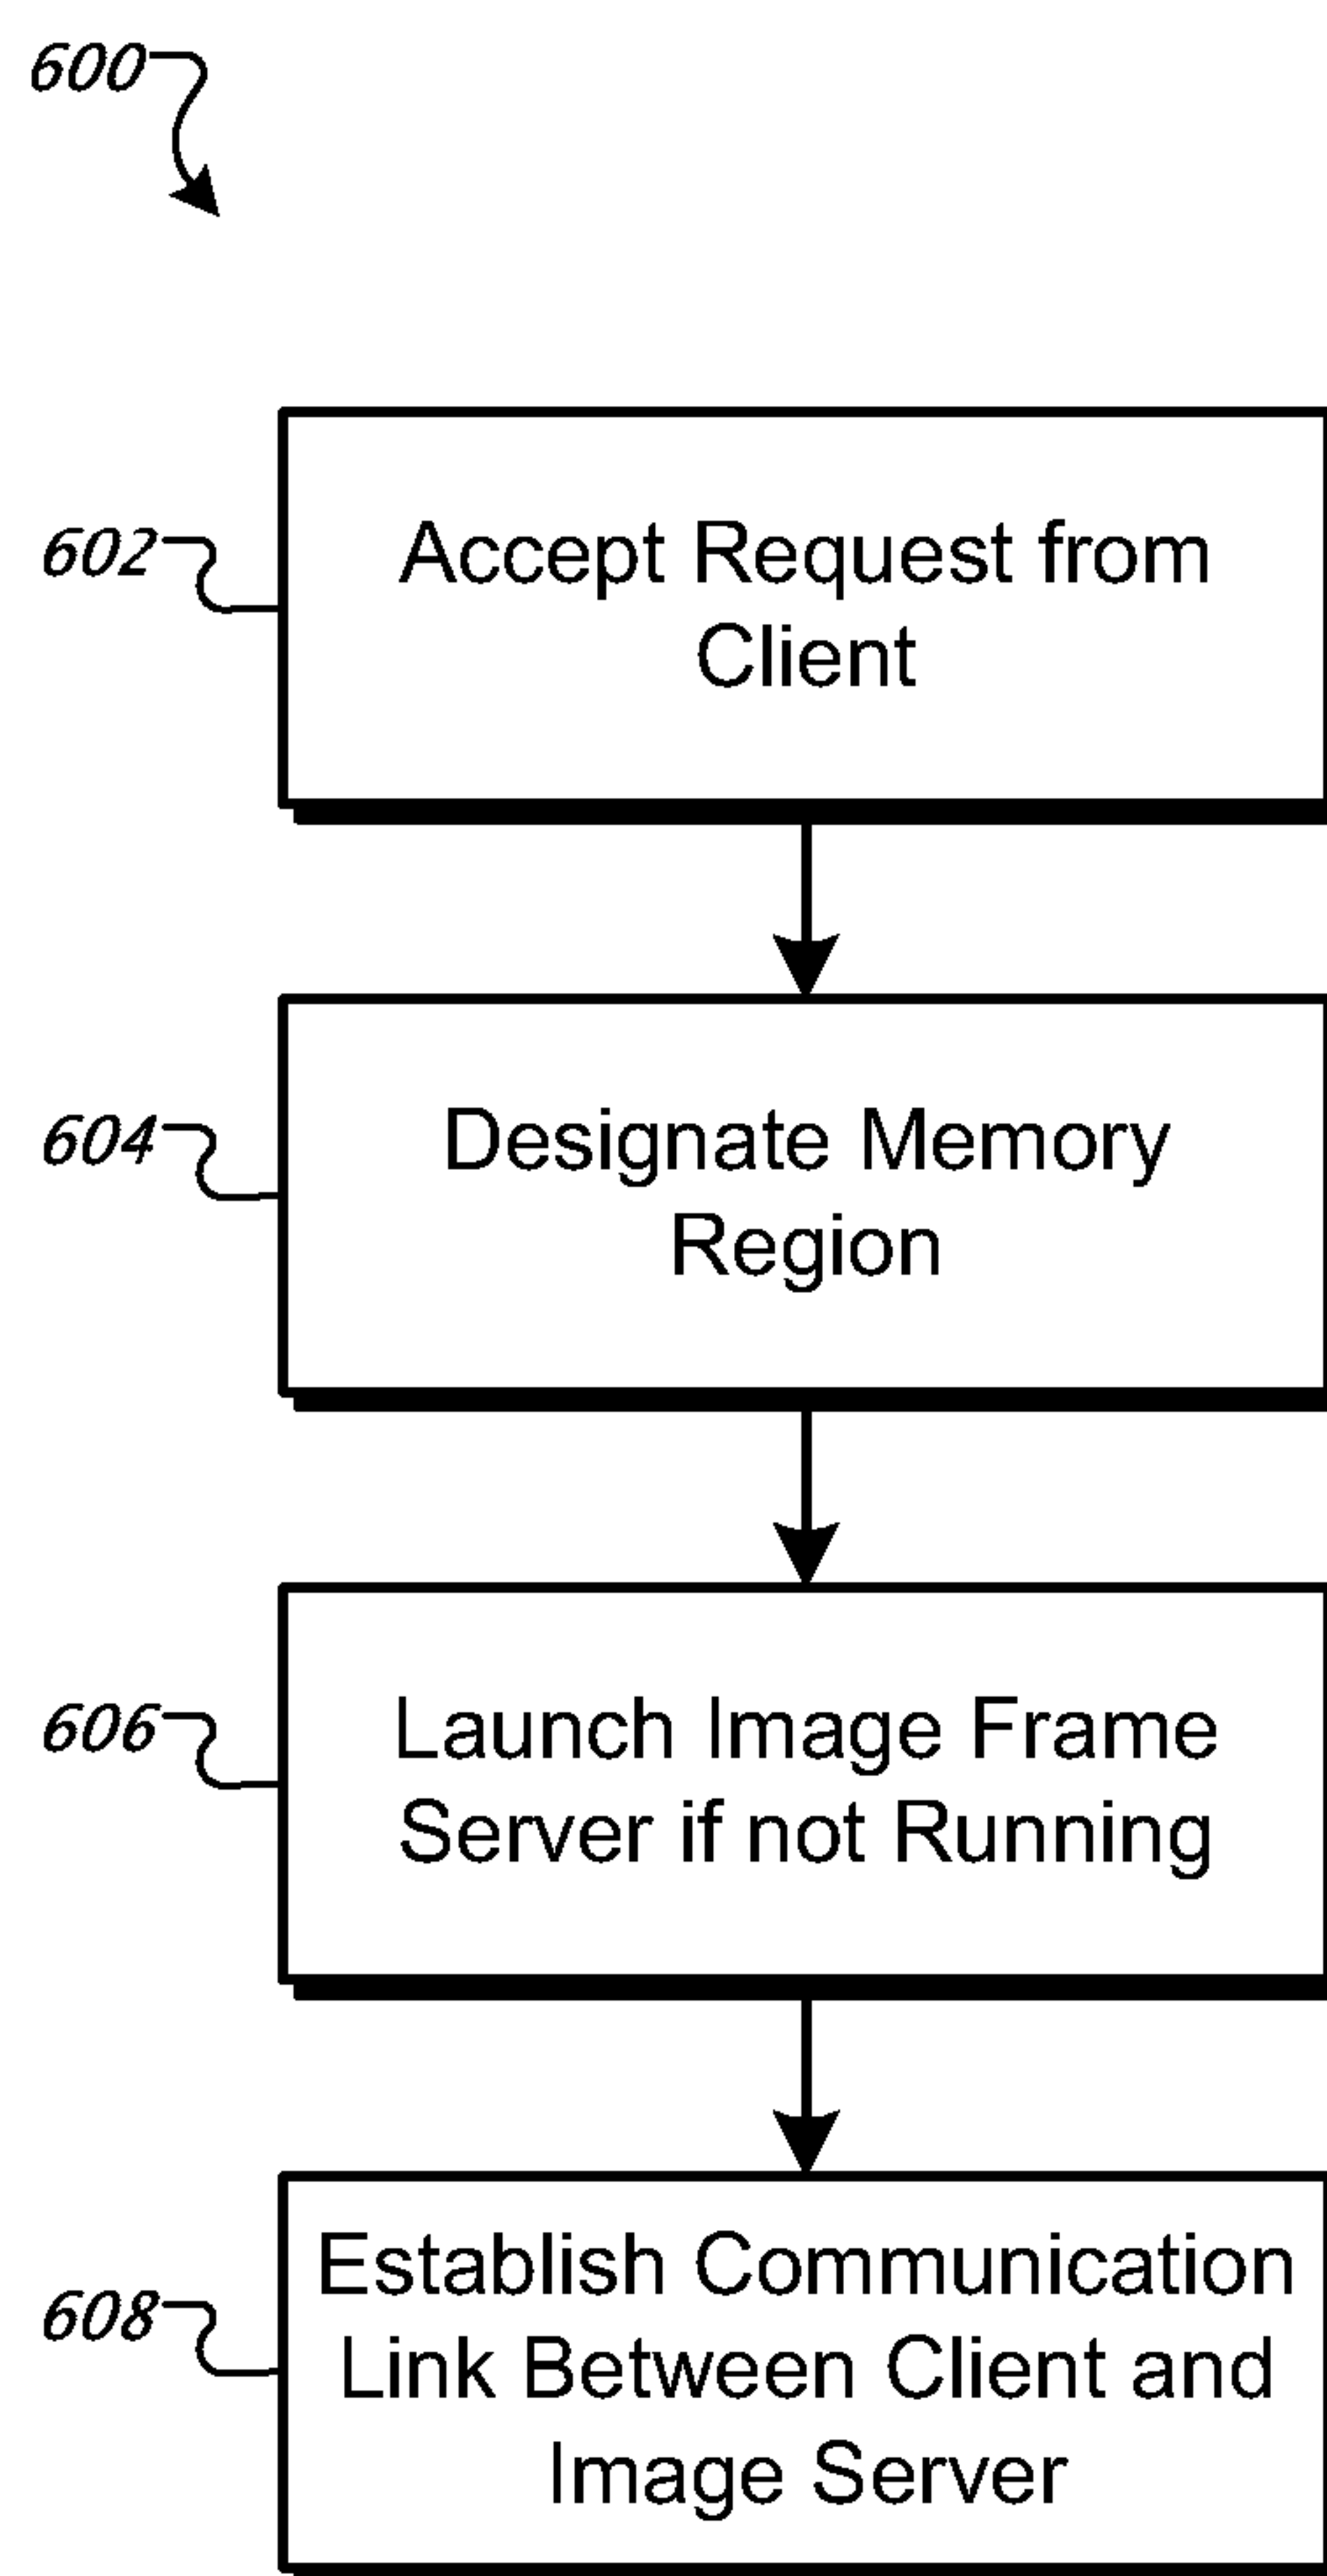 600
602
Accept Request from
Client
604
Designate Memory
Region
606
Launch Image Frame
Server if not Running
608
Establish Communication
Link Between Client and
Image Server